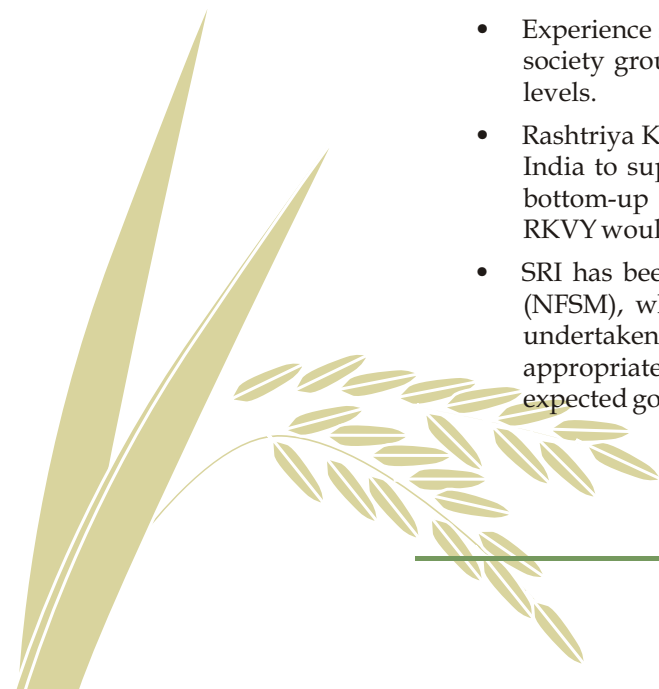 • Experience
society grou
levels.
• Rashtriya K
India to sup
bottom-up
RKVY woul
• SRI has bee
(NFSM), wh
undertaken
appropriate
expected go